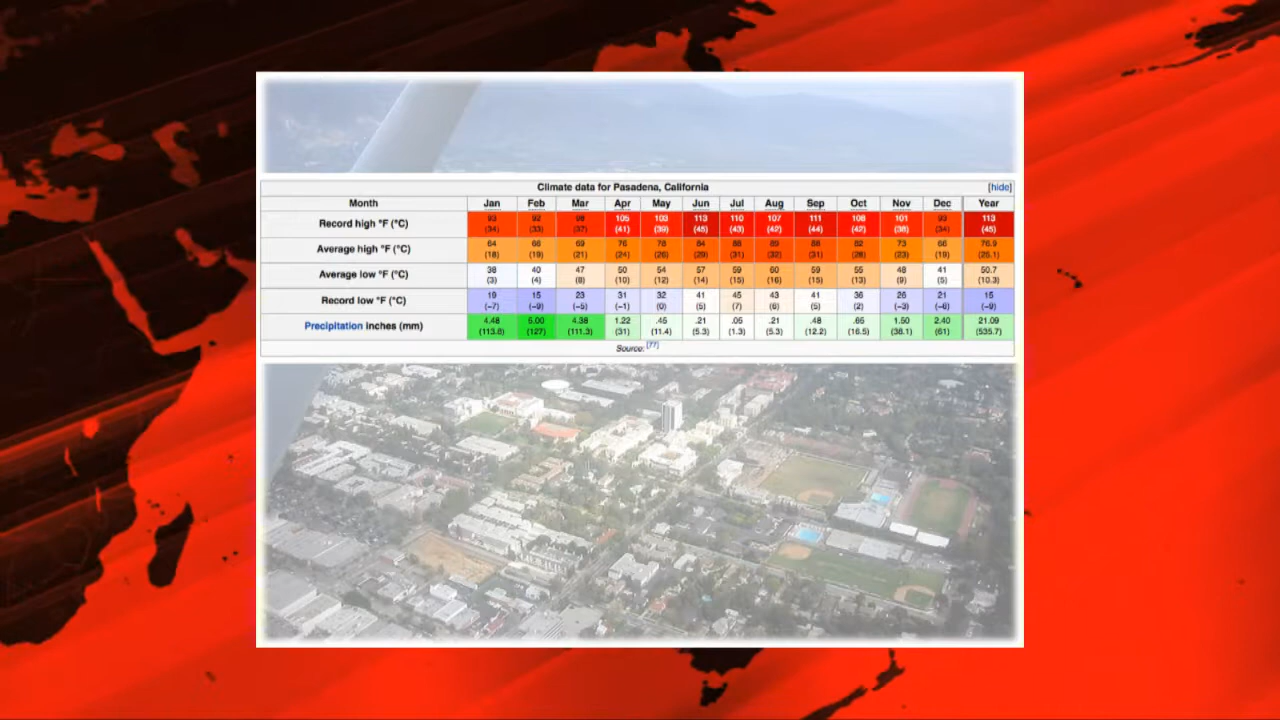 Climate data for Pasadena, California [hide]
Month Jan Feb Mar Apr May Jun Jul Aug Sep Oct Nov Dec Year
Record high °F (°C) 93 92 98 105 103 113 110 107 111 108 101 93 113
(34) (33) (37) (41) (39) (45) (43) (42) (44) (42) (38) (34) (45)
Average high °F (°C) 64 66 69 76 78 84 88 89 88 82 73 66 76.9
(18) (19) (21) (24) (26) (29) (31) (32) (31) (28) (23) (19) (25.1)
Average low °F (°C) 38 40 47 50 54 57 59 60 59 55 48 41 50.7
(3) (4) (8) (10) (12) (14) (15) (16) (15) (13) (9) (5) (10.3)
Record low °F (°C) 19 15 23 31 32 41 45 43 41 36 26 21 15
(−7) (−9) (−5) (−1) (0) (5) (7) (6) (5) (2) (−3) (−6) (−9)
Precipitation inches (mm) 4.48 5.00 4.38 1.22 .45 .21 .05 .21 .48 .65 1.50 2.40 21.09
(113.8) (127) (111.3) (31) (11.4) (5.3) (1.3) (5.3) (12.2) (16.5) (38.1) (61) (535.7)
Source: [77]